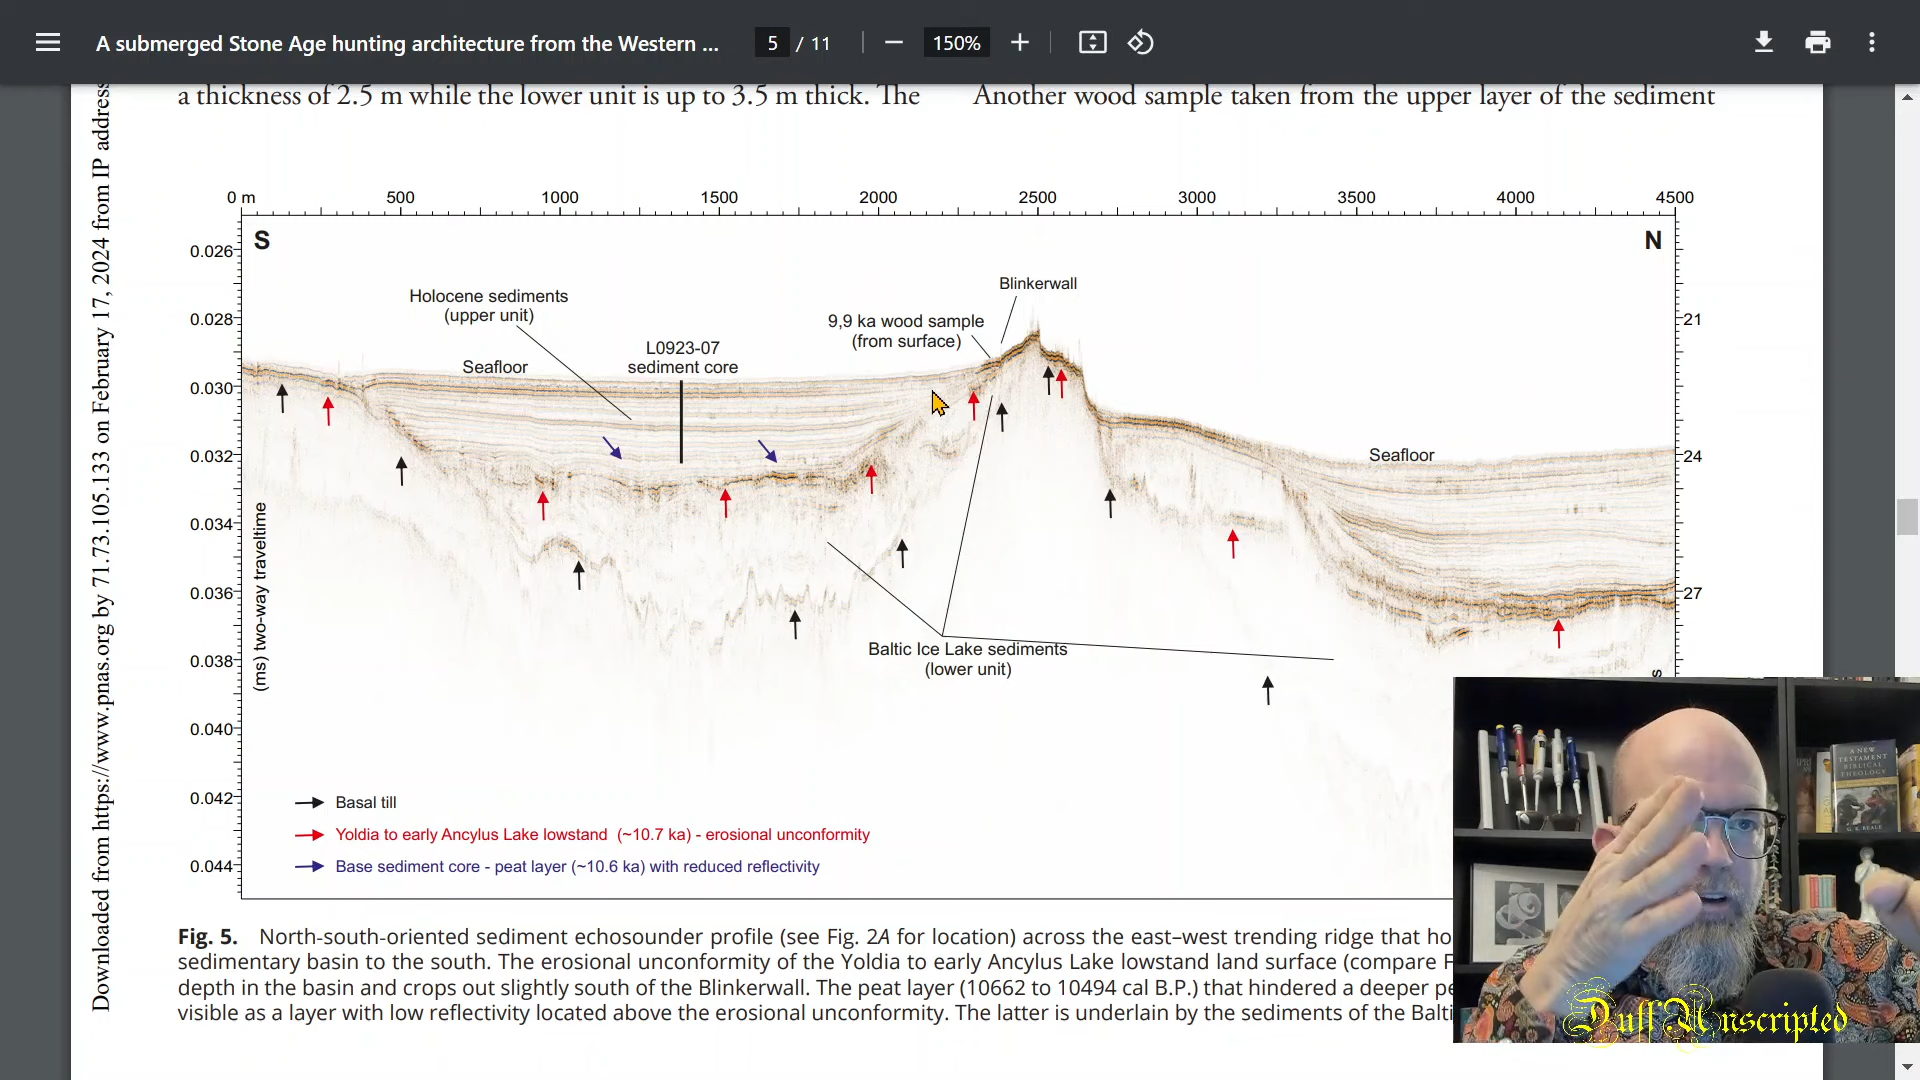 A submerged Stone Age hunting architecture from the Western ...
5 / 11
150%
a thickness of 2.5 m while the lower unit is up to 3.5 m thick. The
Another wood sample taken from the upper layer of the sediment
Downloaded from https://www.pnas.org by 71.73.105.133 on February 17, 2024 from IP address
0 m 500 1000 1500 2000 2500 3000 3500 4000 4500
S
N
0.026
0.028
0.030
0.032
0.034
0.036
0.038
0.040
0.042
0.044
(ms) two-way traveltime
21
24
27
Blinkerwall
Holocene sediments
(upper unit)
9,9 ka wood sample
(from surface)
L0923-07
sediment core
Seafloor
Seafloor
Baltic Ice Lake sediments
(lower unit)
Basal till
Yoldia to early Ancylus Lake lowstand (~10.7 ka) - erosional unconformity
Base sediment core - peat layer (~10.6 ka) with reduced reflectivity
Fig. 5. North-south-oriented sediment echosounder profile (see Fig. 2A for location) across the east–west trending ridge that ho
sedimentary basin to the south. The erosional unconformity of the Yoldia to early Ancylus Lake lowstand land surface (compare F
depth in the basin and crops out slightly south of the Blinkerwall. The peat layer (10662 to 10494 cal B.P.) that hindered a deeper pe
visible as a layer with low reflectivity located above the erosional unconformity. The latter is underlain by the sediments of the Balti
A NEW
TESTAMENT
BIBLICAL
THEOLOGY
G. K. BEALE
Duff Unscripted